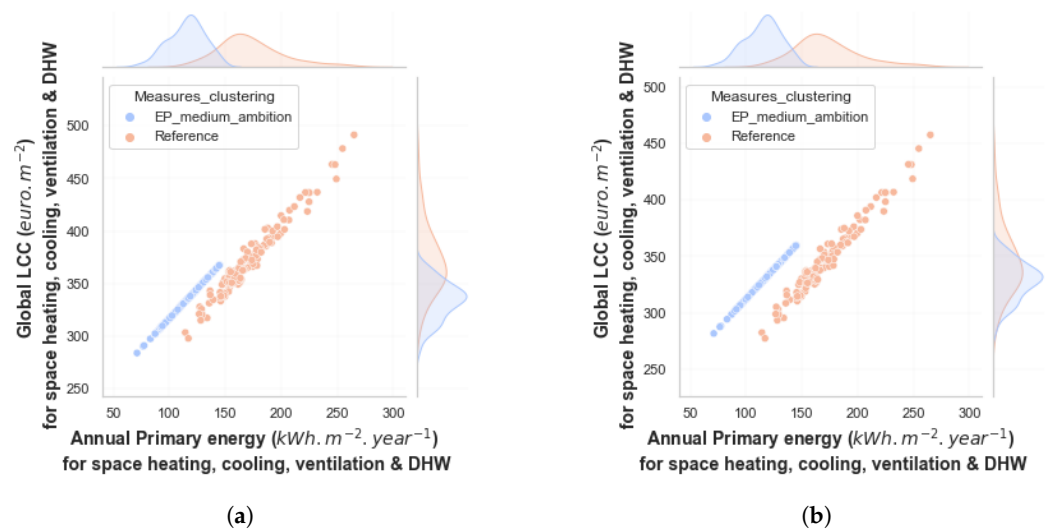 Global LCC (euro.m⁻²)
for space heating, cooling, ventilation & DHW
500
450
400
350
300
250
Measures_clustering
EP_medium_ambition
Reference
50 100 150 200 250 300
Annual Primary energy (kWh.m⁻².year⁻¹)
for space heating, cooling, ventilation & DHW
(a)
Global LCC (euro.m⁻²)
for space heating, cooling, ventilation & DHW
500
450
400
350
300
250
Measures_clustering
EP_medium_ambition
Reference
50 100 150 200 250 300
Annual Primary energy (kWh.m⁻².year⁻¹)
for space heating, cooling, ventilation & DHW
(b)